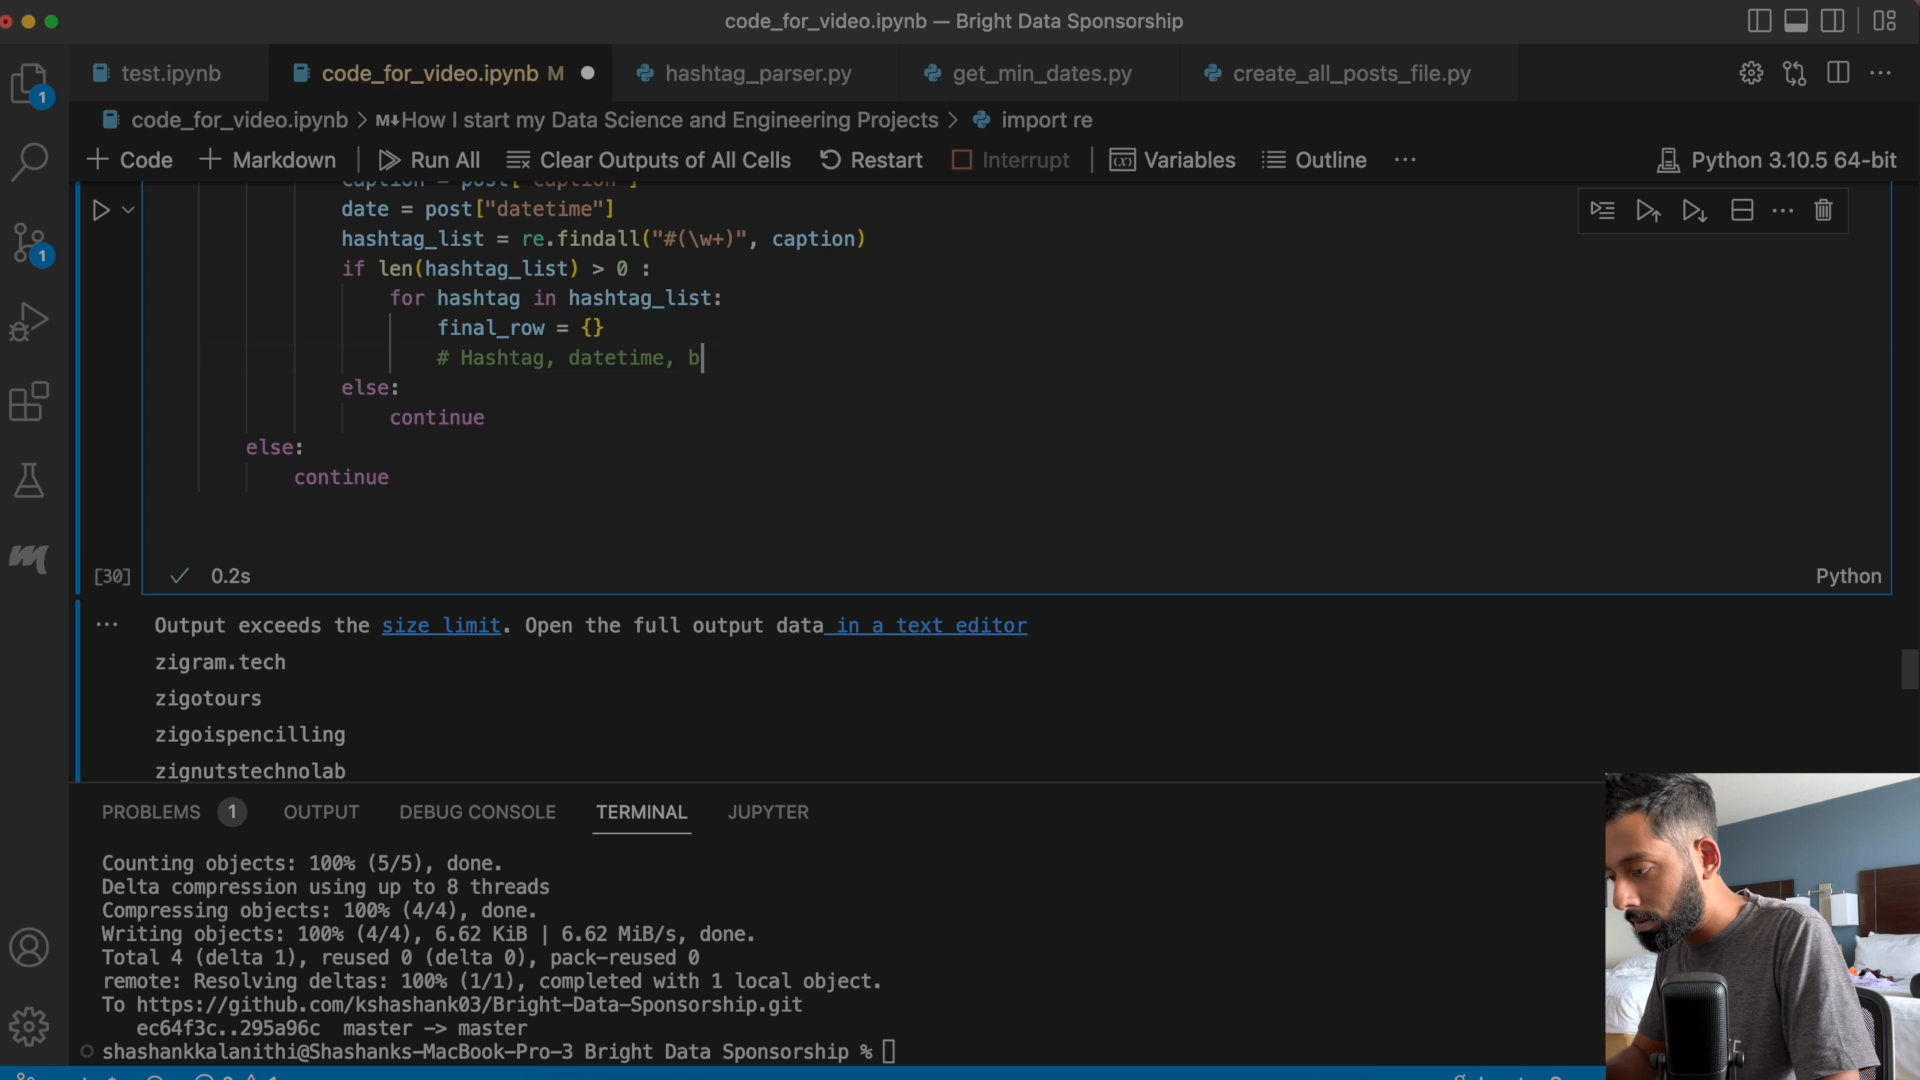 code_for_video.ipynb — Bright Data Sponsorship
test.ipynb
code_for_video.ipynb M
hashtag_parser.py
get_min_dates.py
create_all_posts_file.py
1
code_for_video.ipynb > M↓How I start my Data Science and Engineering Projects > import re
+ Code + Markdown | Run All Clear Outputs of All Cells Restart Interrupt | Variables Outline ··· Python 3.10.5 64-bit
caption = post["caption"]
date = post["datetime"]
hashtag_list = re.findall("#(\w+)", caption)
if len(hashtag_list) > 0 :
for hashtag in hashtag_list:
final_row = {}
# Hashtag, datetime, b
else:
continue
else:
continue
1
[30] ✓ 0.2s Python
··· Output exceeds the size limit. Open the full output data in a text editor
zigram.tech
zigotours
zigoispencilling
zignutstechnolab
PROBLEMS 1 OUTPUT DEBUG CONSOLE TERMINAL JUPYTER
Counting objects: 100% (5/5), done.
Delta compression using up to 8 threads
Compressing objects: 100% (4/4), done.
Writing objects: 100% (4/4), 6.62 KiB | 6.62 MiB/s, done.
Total 4 (delta 1), reused 0 (delta 0), pack-reused 0
remote: Resolving deltas: 100% (1/1), completed with 1 local object.
To https://github.com/kshashank03/Bright-Data-Sponsorship.git
ec64f3c..295a96c master -> master
shashankkalanithi@Shashanks-MacBook-Pro-3 Bright Data Sponsorship %